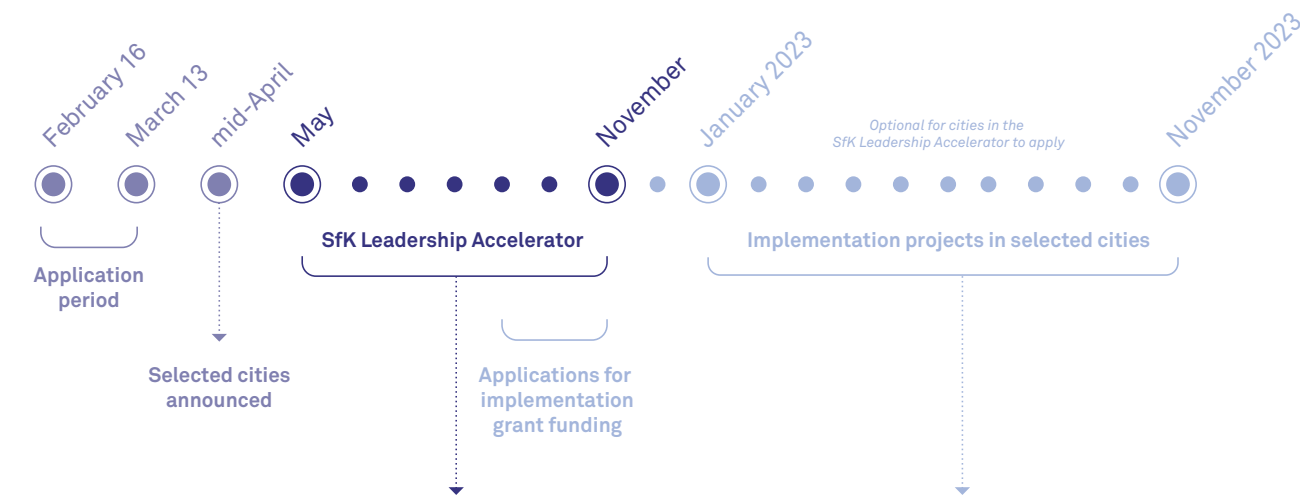 February 16
March 13
mid-April
May
November
January 2023
November 2023
Optional for cities in the
SfK Leadership Accelerator to apply
SfK Leadership Accelerator
Implementation projects in selected cities
Application
period
Selected cities
announced
Applications for
implementation
grant funding